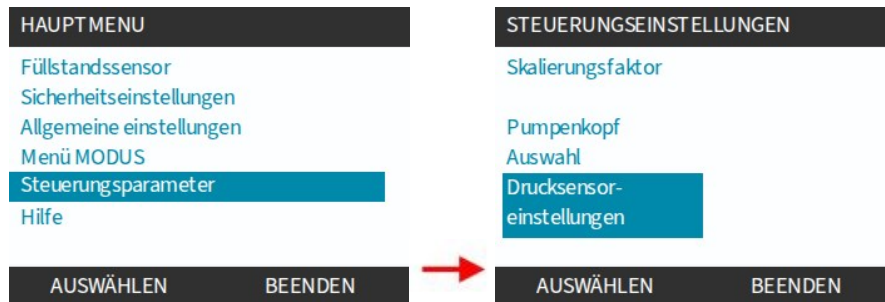 HAUPTMENU
Füllstandssensor
Sicherheitseinstellungen
Allgemeine einstellungen
Menü MODUS
Steuerungsparameter
Hilfe
AUSWÄHLEN BEENDEN
STEUERUNGSEINSTELLUNGEN
Skalierungsfaktor
Pumpenkopf
Auswahl
Drucksensor-
einstellungen
AUSWÄHLEN BEENDEN